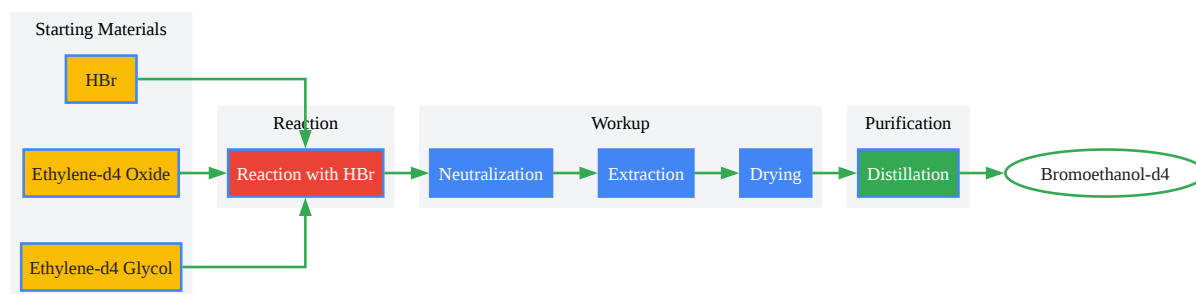 Starting Materials
HBr
Ethylene-d4 Oxide
Ethylene-d4 Glycol
Reaction
Reaction with HBr
Workup
Neutralization
Extraction
Drying
Purification
Distillation
Bromoethanol-d4